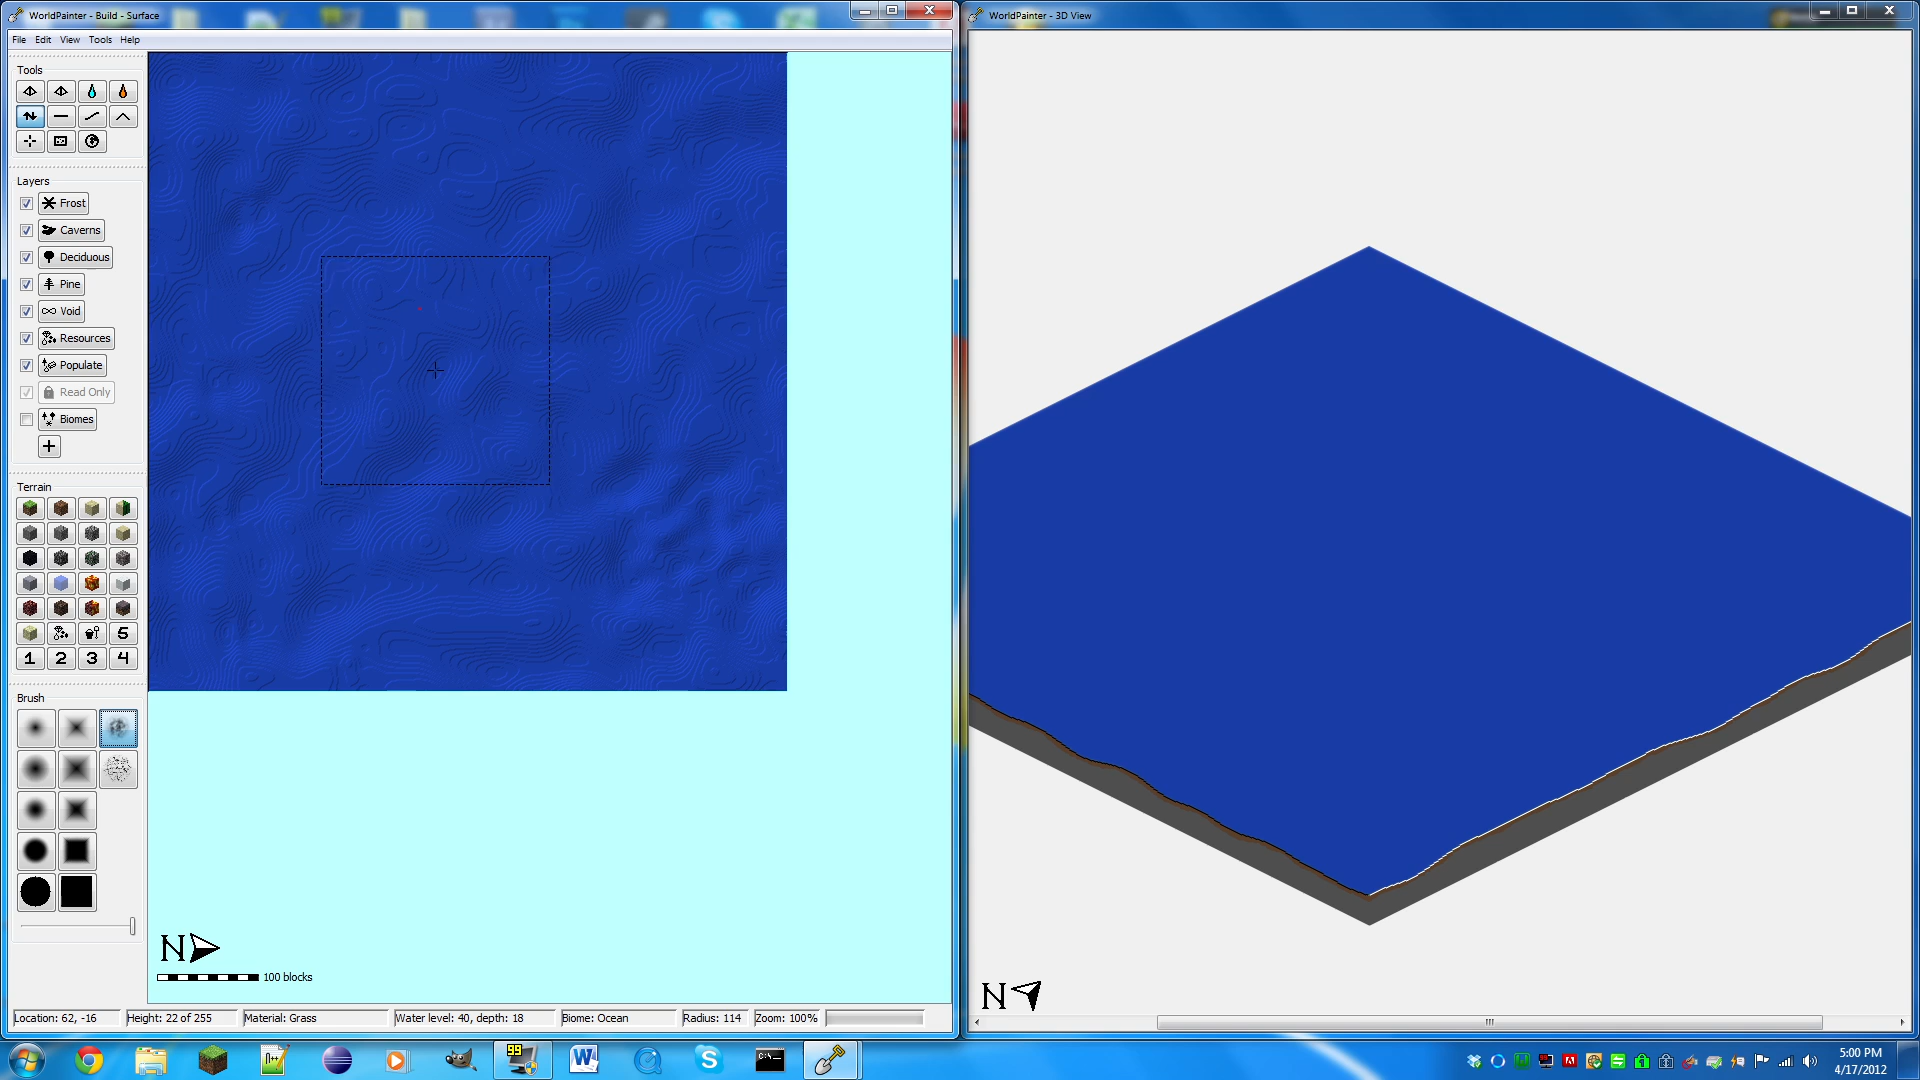 WorldPainter - Build - Surface
File Edit View Tools Help
Tools
Layers
Frost
Caverns
Deciduous
Pine
Void
Resources
Populate
Read Only
Biomes
Terrain
5
1 2 3 4
Brush
N
100 blocks
Location: 62, -16 Height: 22 of 255 Material: Grass Water level: 40, depth: 18 Biome: Ocean Radius: 114 Zoom: 100%
WorldPainter - 3D View
N
99
5:00 PM
4/17/2012